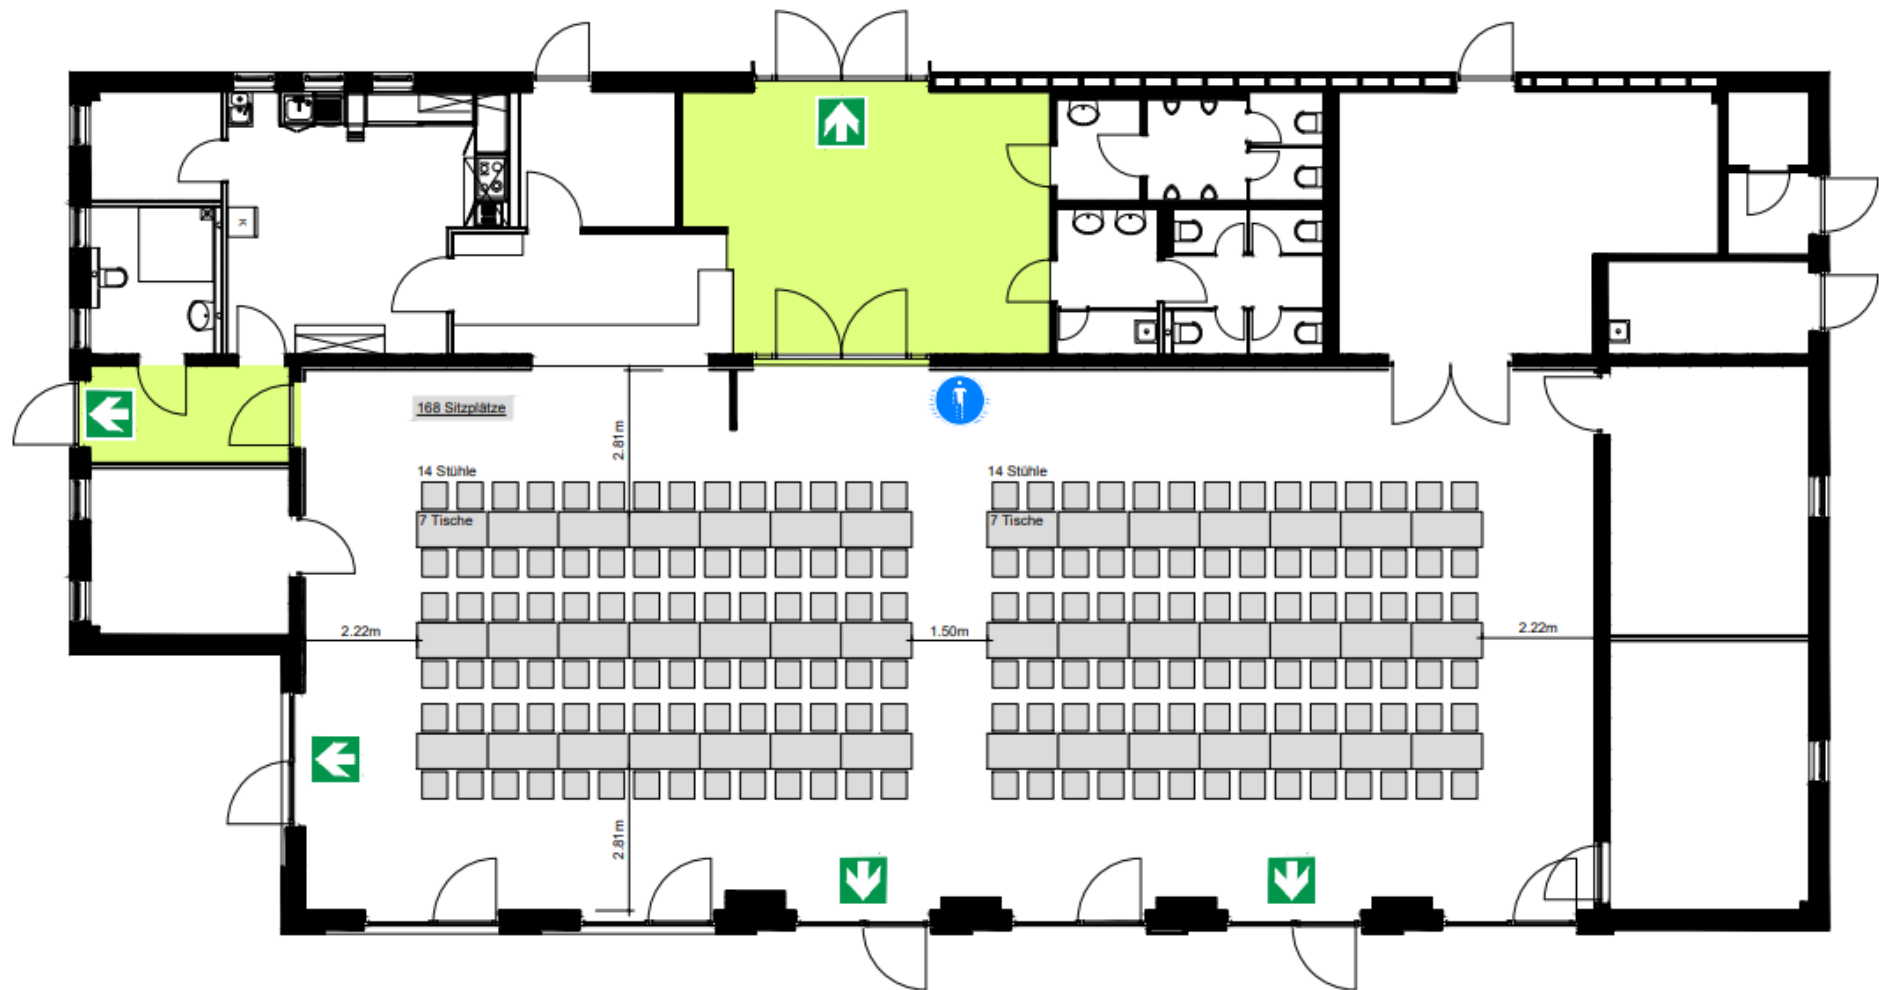 168 Sitzplätze
2.81m
14 Stühle
14 Stühle
7 Tische
7 Tische
2.22m
1.50m
2.22m
2.81m
K